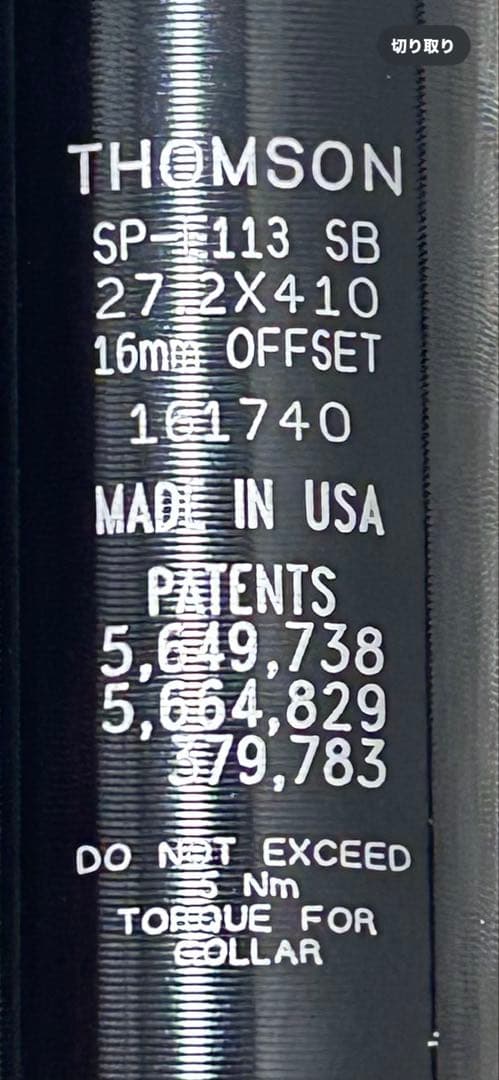 切り取り
THOMSON
SP-E113 SB
27.2X410
16mm OFFSET
161740
MADE IN USA
PATENTS
5,649,738
5,664,829
379,783
DO NOT EXCEED
5 Nm
TORQUE FOR
COLLAR